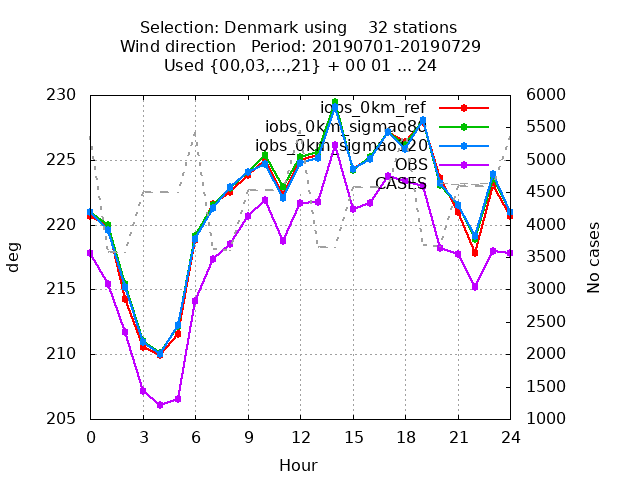 Selection: Denmark using    32 stations
Wind direction   Period: 20190701-20190729
Used {00,03,...,21} + 00 01 ... 24
230
225
220
215
210
205
deg
6000
5500
5000
4500
4000
3500
3000
2500
2000
1500
1000
No cases
iobs_0km_ref
iobs_0km_sigmao80
iobs_0km_sigmao120
OBS
CASES
0 3 6 9 12 15 18 21 24
Hour